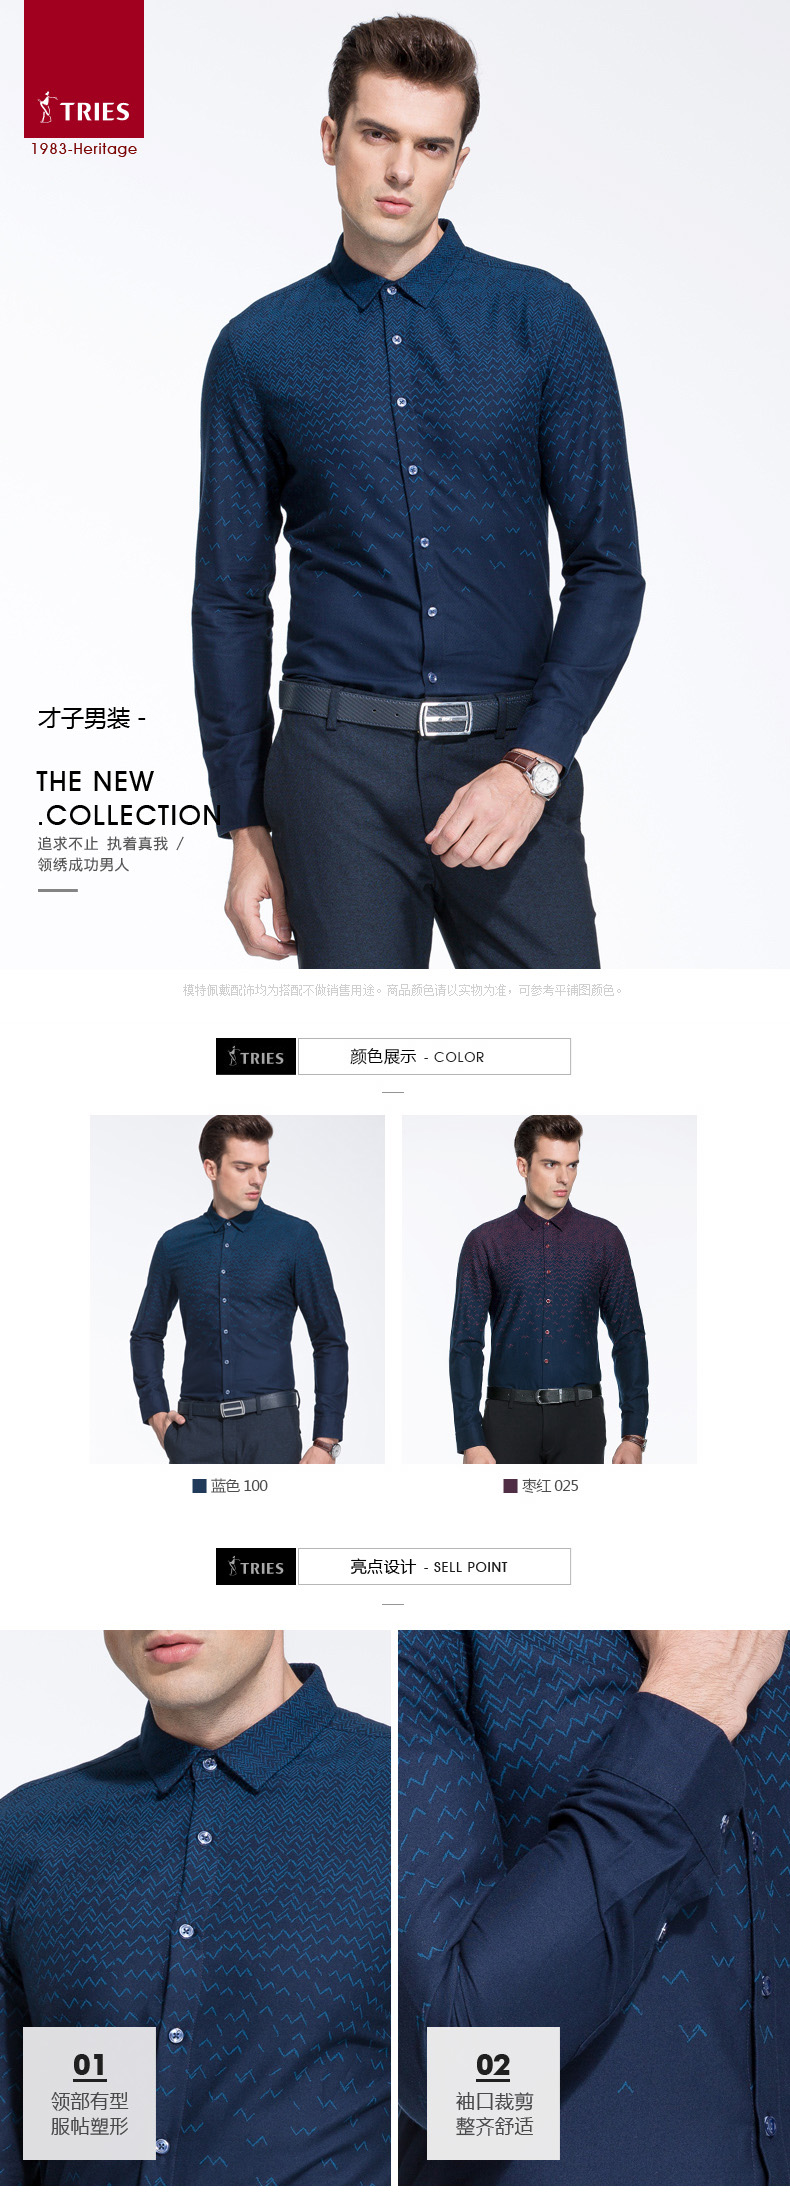 TRIES
1983-Heritage
才子男装 -
THE NEW
.COLLECTION
追求不止 执着真我 /
领绣成功男人
模特佩戴配饰均为搭配不做销售用途。商品颜色请以实物为准，可参考平铺图颜色。
TRIES
颜色展示 - COLOR
蓝色 100
枣红 025
TRIES
亮点设计 - SELL POINT
01
领部有型
服帖塑形
02
袖口裁剪
整齐舒适